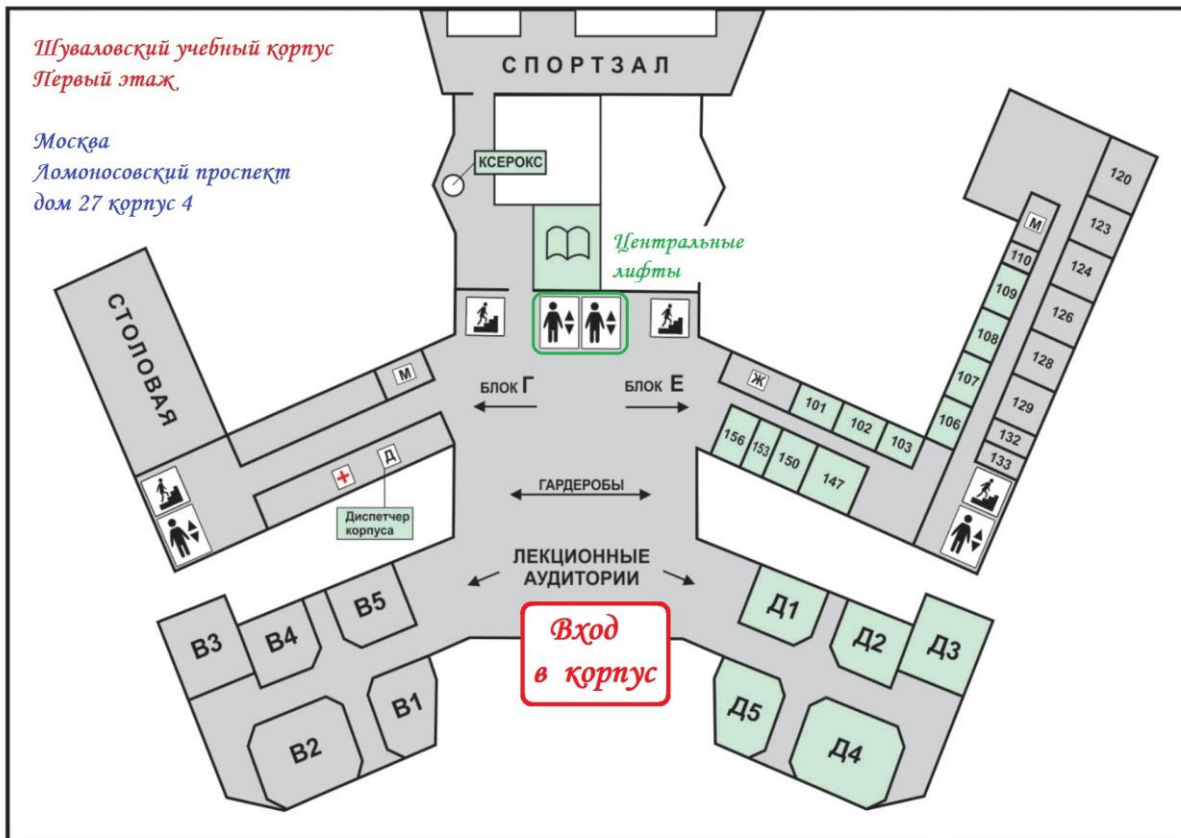 Шуваловский учебный корпус
Первый этаж
Москва
Ломоносовский проспект
дом 27 корпус 4
СПОРТЗАЛ
КСЕРОКС
Центральные
лифты
СТОЛОВАЯ
М
БЛОК Г
БЛОК Е
Ж
101
102
103
106
107
108
109
110
М
120
123
124
126
128
129
132
133
156
153
150
147
Д
Диспетчер
корпуса
ГАРДЕРОБЫ
ЛЕКЦИОННЫЕ
АУДИТОРИИ
Вход
в корпус
В3
В4
В5
В2
В1
Д1
Д2
Д3
Д5
Д4